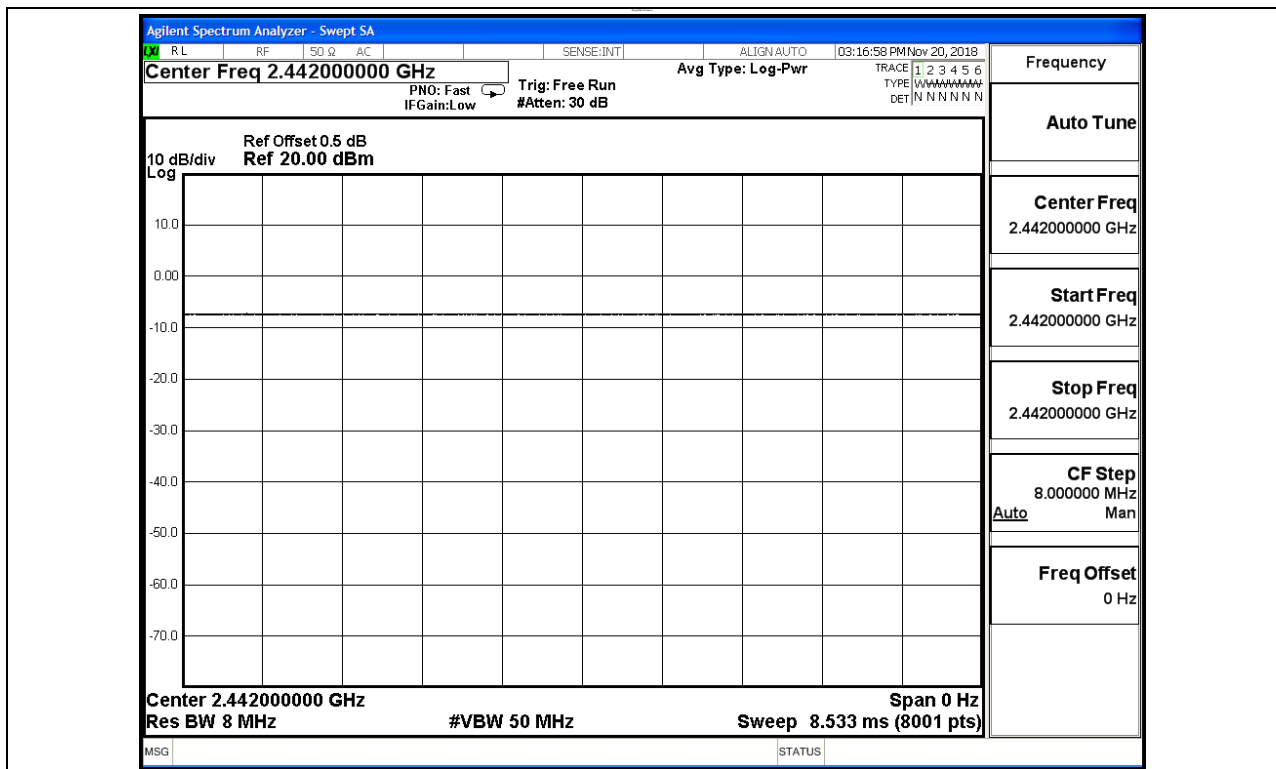 Agilent Spectrum Analyzer - Swept SA
LXI RL RF 50 Ω AC SENSE:INT ALIGN AUTO 03:16:58 PM Nov 20, 2018
Center Freq 2.442000000 GHz
PNO: Fast
IFGain:Low
Trig: Free Run
#Atten: 30 dB
Avg Type: Log-Pwr
TRACE 1 2 3 4 5 6
TYPE WWWWWW
DET N N N N N N
Ref Offset 0.5 dB
10 dB/div Ref 20.00 dBm
Log
10.0
0.00
-10.0
-20.0
-30.0
-40.0
-50.0
-60.0
-70.0
Center 2.442000000 GHz Span 0 Hz
Res BW 8 MHz #VBW 50 MHz Sweep 8.533 ms (8001 pts)
MSG STATUS
Frequency
Auto Tune
Center Freq
2.442000000 GHz
Start Freq
2.442000000 GHz
Stop Freq
2.442000000 GHz
CF Step
8.000000 MHz
Auto Man
Freq Offset
0 Hz